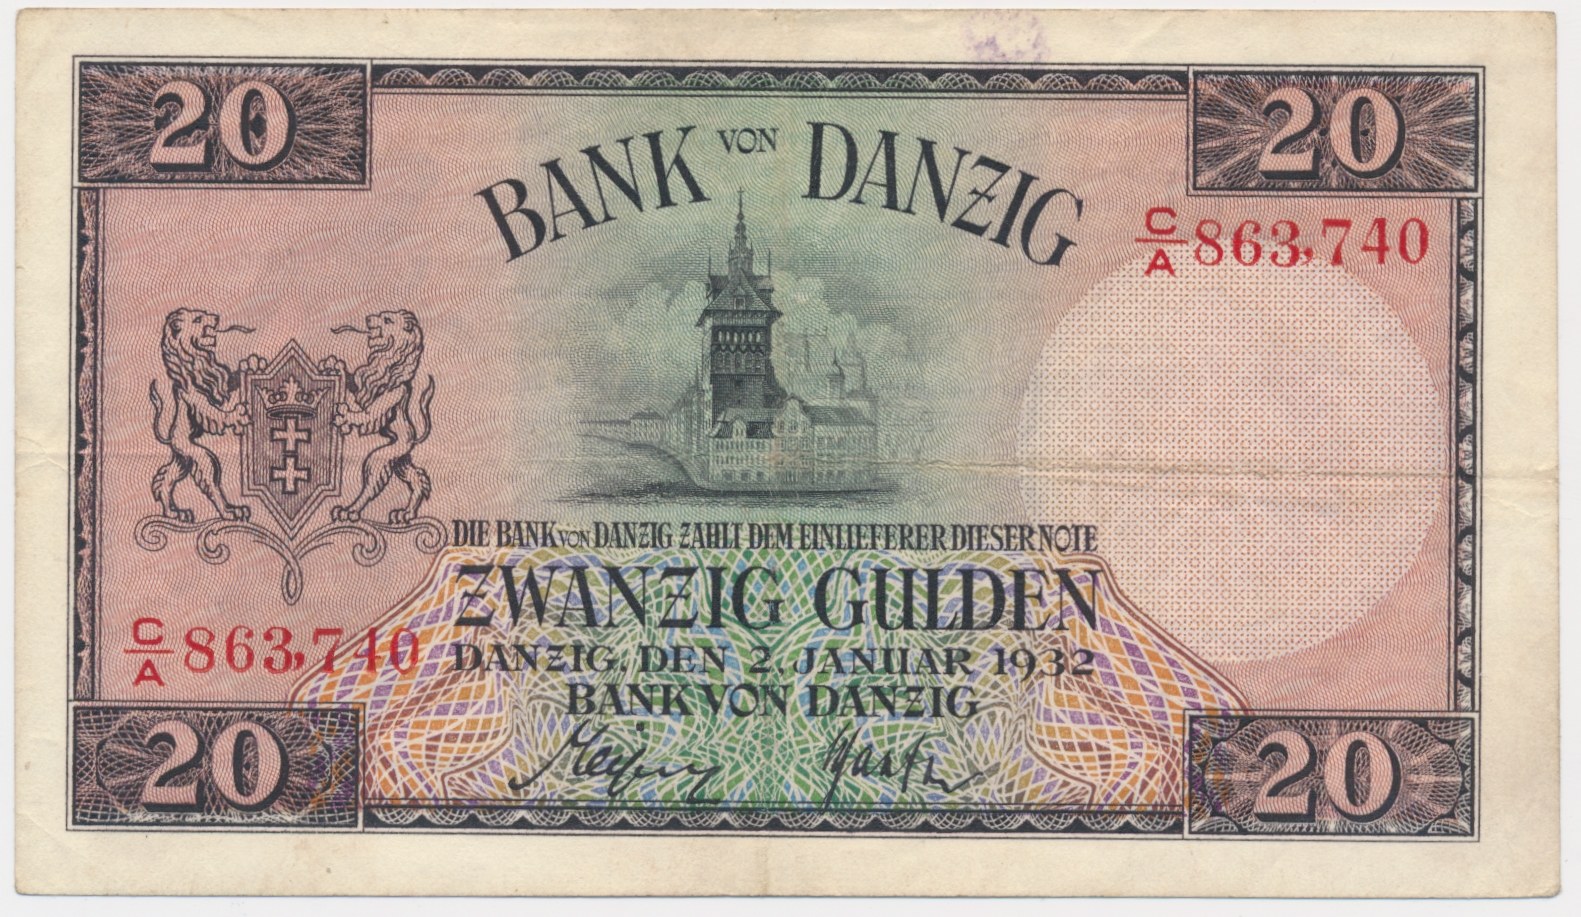 20
20
BANK VON DANZIG
C/A 863,740
DIE BANK VON DANZIG ZAHLT DEM EINLIEFERER DIESER NOTE
ZWANZIG GULDEN
C/A 863,740
DANZIG, DEN 2. JANUAR 1932
BANK VON DANZIG
20
20